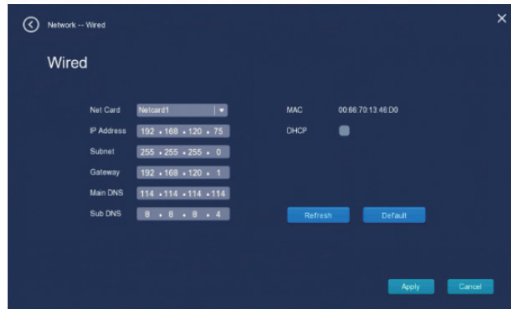 Network -- Wired
Wired
Net Card Netcard1 MAC 00:66:70:13:46:D0
IP Address 192 . 168 . 120 . 75 DHCP
Subnet 255 . 255 . 255 . 0
Gateway 192 . 168 . 120 . 1
Main DNS 114 . 114 . 114 . 114
Sub DNS 8 . 8 . 8 . 4 Refresh Default
Apply Cancel